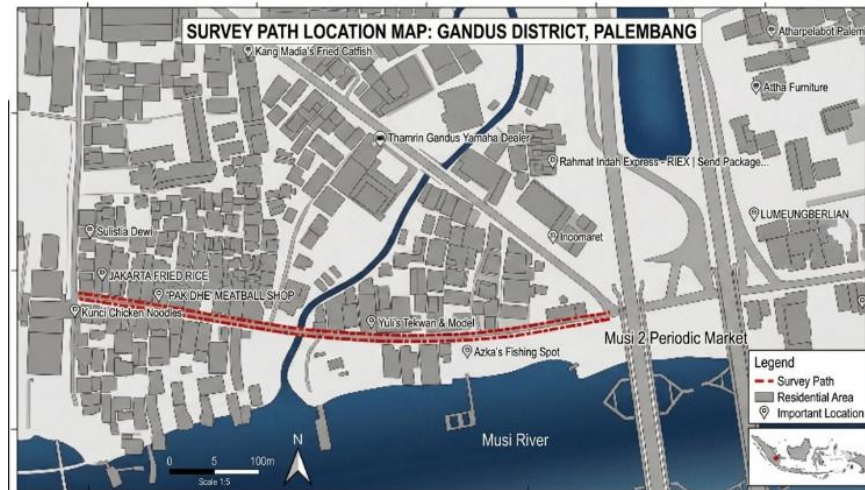 SURVEY PATH LOCATION MAP: GANDUS DISTRICT, PALEMBANG
Kang Madia's Fried Catfish
Atharpelabot Palem
Attha Furniture
Thamrin Gandus Yamaha Dealer
Rahmat Indah Express - RIEX | Send Package...
LUMEUNGBERLIAN
Sulistia Dewi
Incomaret
JAKARTA FRIED RICE
'PAK DHE' MEATBALL SHOP
Kunci Chicken Noodles
Yuli's Tekwan & Model
Musi 2 Periodic Market
Azka's Fishing Spot
Legend
Survey Path
Residential Area
Important Location
Musi River
N
0 5 100m
Scale 1:5